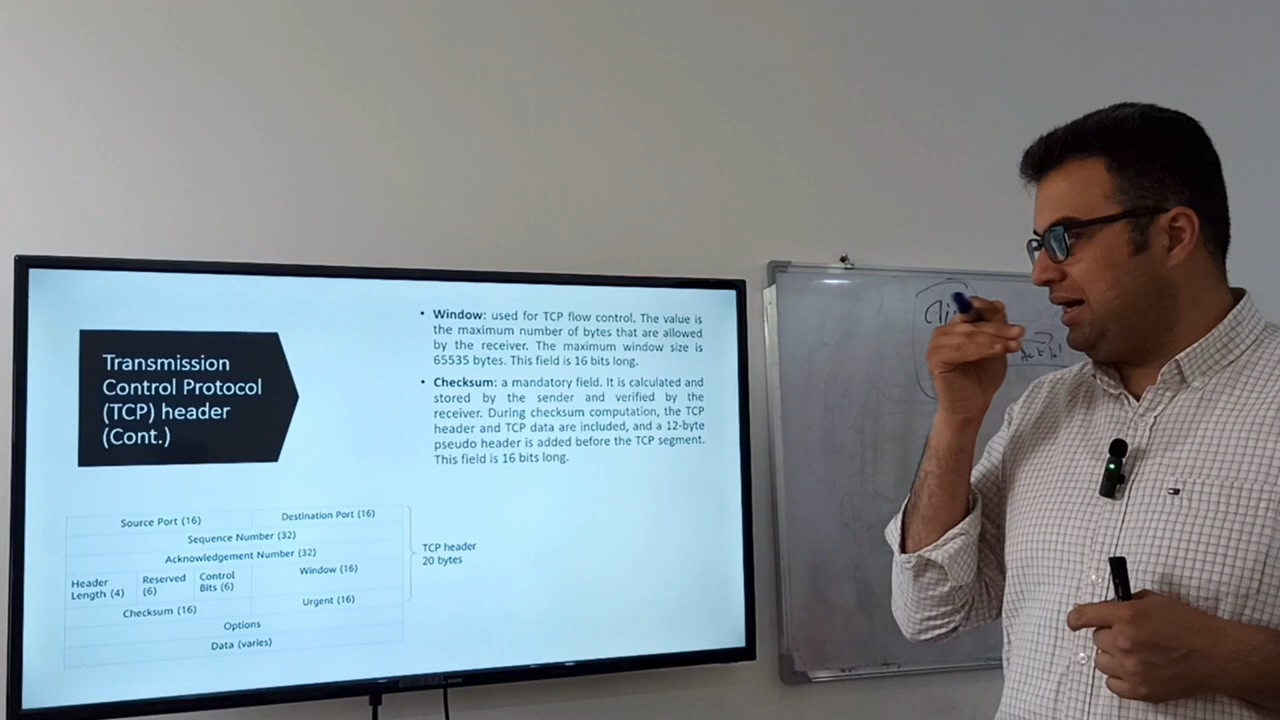 Transmission
Control Protocol
(TCP) header
(Cont.)
• Window: used for TCP flow control. The value is
the maximum number of bytes that are allowed
by the receiver. The maximum window size is
65535 bytes. This field is 16 bits long.
• Checksum: a mandatory field. It is calculated and
stored by the sender and verified by the
receiver. During checksum computation, the TCP
header and TCP data are included, and a 12-byte
pseudo header is added before the TCP segment.
This field is 16 bits long.
Source Port (16)
Destination Port (16)
Sequence Number (32)
Acknowledgement Number (32)
Header
Length (4)
Reserved
(6)
Control
Bits (6)
Window (16)
Checksum (16)
Urgent (16)
Options
Data (varies)
TCP header
20 bytes